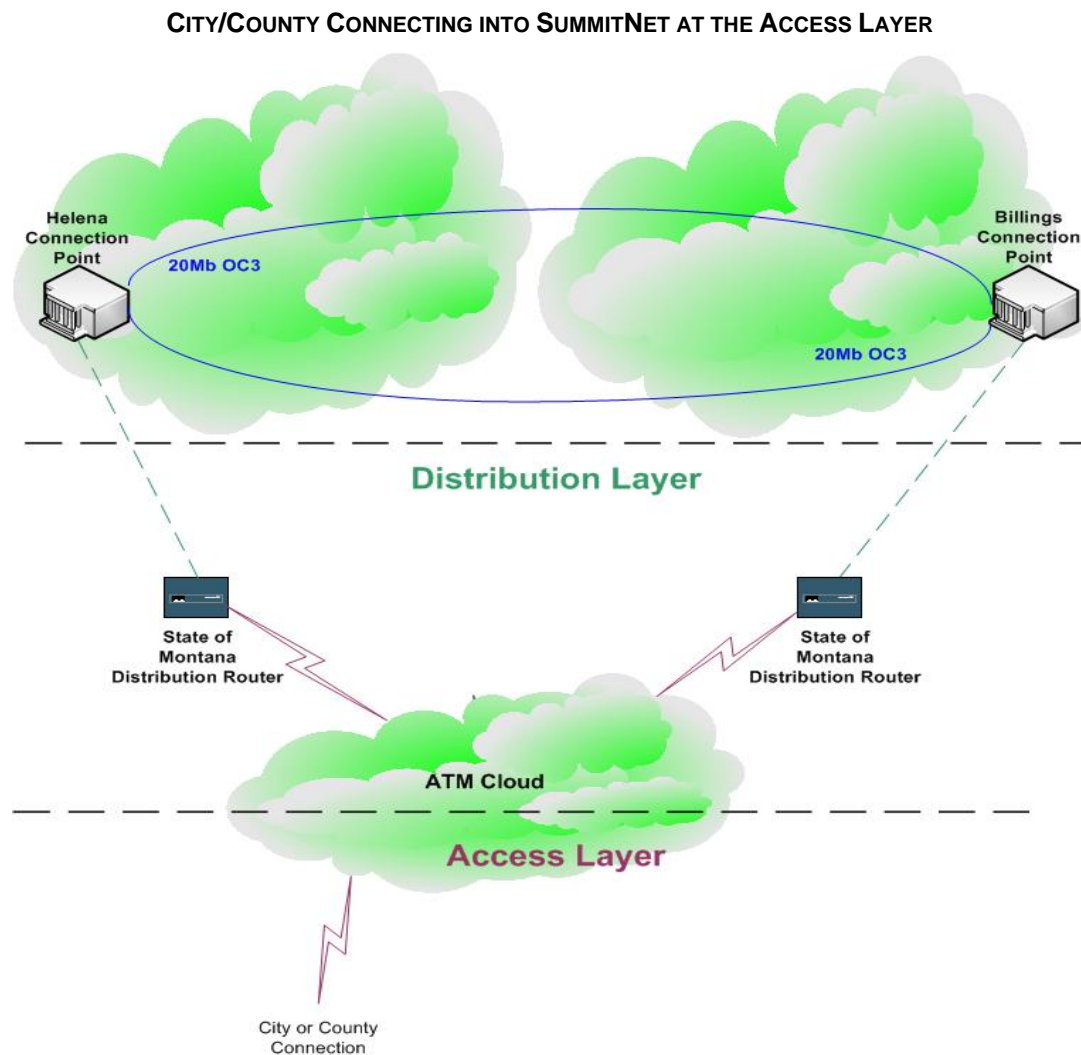 CITY/COUNTY CONNECTING INTO SUMMITNET AT THE ACCESS LAYER
Helena
Connection
Point
Billings
Connection
Point
20Mb OC3
20Mb OC3
Distribution Layer
State of
Montana
Distribution Router
State of
Montana
Distribution Router
ATM Cloud
Access Layer
City or County
Connection